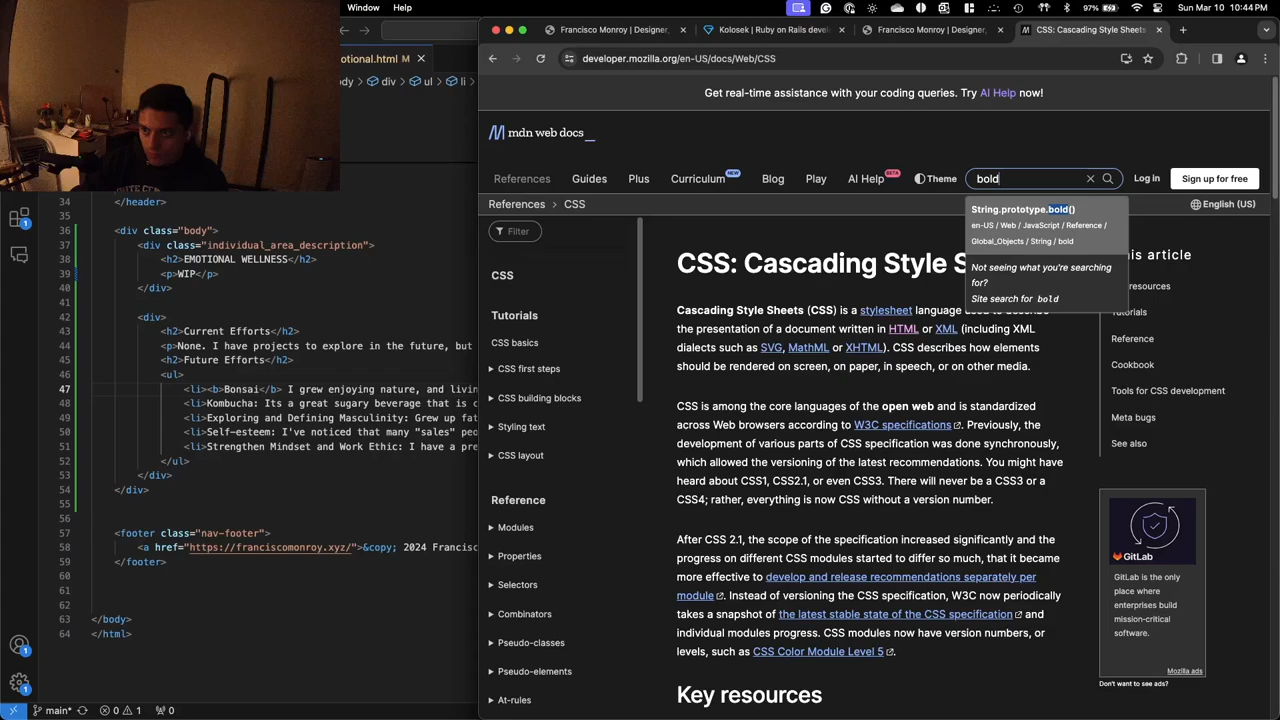 Window Help
97% Sun Mar 10 10:44 PM
otional.html M
ody > div > ul > li
34 </header>
35
36 <div class="body">
37 <div class="individual_area_description">
38 <h2>EMOTIONAL WELLNESS</h2>
39 <p>WIP</p>
40 </div>
41
42 <div>
43 <h2>Current Efforts</h2>
44 <p>None. I have projects to explore in the future, but
45 <h2>Future Efforts</h2>
46 <ul>
47 <li><b>Bonsai</b> I grew enjoying nature, and livin
48 <li>Kombucha: Its a great sugary beverage that is c
49 <li>Exploring and Defining Masculinity: Grew up fat
50 <li>Self-esteem: I've noticed that many "sales" peo
51 <li>Strengthen Mindset and Work Ethic: I have a pre
52 </ul>
53 </div>
54 </div>
55
56
57 <footer class="nav-footer">
58 <a href="https://franciscomonroy.xyz/">&copy; 2024 Francisc
59 </footer>
60
61
62
63 </body>
64 </html>
main* 0 1 0
Francisco Monroy | Designer, Kolosek | Ruby on Rails devel Francisco Monroy | Designer, CSS: Cascading Style Sheets
developer.mozilla.org/en-US/docs/Web/CSS
Get real-time assistance with your coding queries. Try AI Help now!
mdn web docs_
References Guides Plus Curriculum NEW Blog Play AI Help BETA Theme bold Log in Sign up for free
References > CSS English (US)
String.prototype.bold()
en-US / Web / JavaScript / Reference /
Global_Objects / String / bold
Not seeing what you're searching
for?
Site search for bold
Filter
CSS
Tutorials
CSS basics
CSS first steps
CSS building blocks
Styling text
CSS layout
Reference
Modules
Properties
Selectors
Combinators
Pseudo-classes
Pseudo-elements
At-rules
CSS: Cascading Style S
Cascading Style Sheets (CSS) is a stylesheet language used to describe
the presentation of a document written in HTML or XML (including XML
dialects such as SVG, MathML or XHTML). CSS describes how elements
should be rendered on screen, on paper, in speech, or on other media.
CSS is among the core languages of the open web and is standardized
across Web browsers according to W3C specifications. Previously, the
development of various parts of CSS specification was done synchronously,
which allowed the versioning of the latest recommendations. You might have
heard about CSS1, CSS2.1, or even CSS3. There will never be a CSS3 or a
CSS4; rather, everything is now CSS without a version number.
After CSS 2.1, the scope of the specification increased significantly and the
progress on different CSS modules started to differ so much, that it became
more effective to develop and release recommendations separately per
module. Instead of versioning the CSS specification, W3C now periodically
takes a snapshot of the latest stable state of the CSS specification and
individual modules progress. CSS modules now have version numbers, or
levels, such as CSS Color Module Level 5.
Key resources
his article
resources
Tutorials
Reference
Cookbook
Tools for CSS development
Meta bugs
See also
GitLab
GitLab is the only
place where
enterprises build
mission-critical
software.
Mozilla ads
Don't want to see ads?